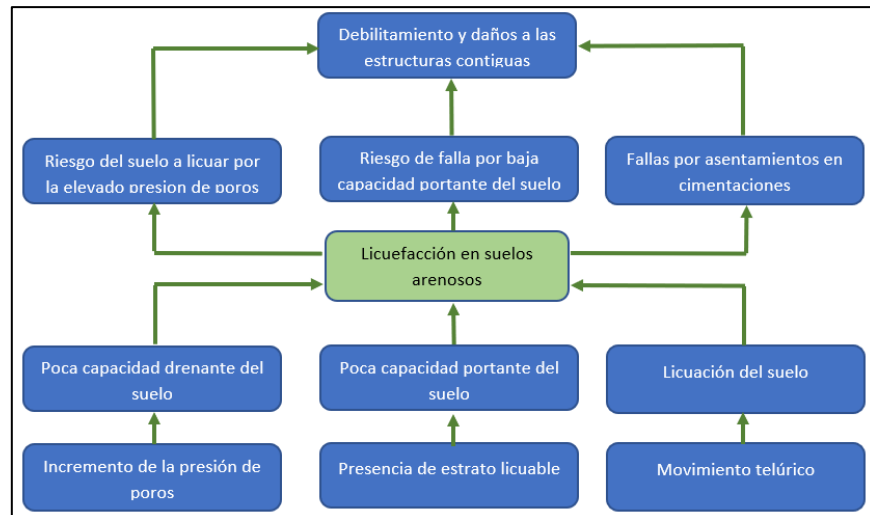 Debilitamiento y daños a las
estructuras contiguas
Riesgo del suelo a licuar por
la elevado presion de poros
Riesgo de falla por baja
capacidad portante del suelo
Fallas por asentamientos en
cimentaciones
Licuefacción en suelos
arenosos
Poca capacidad drenante del
suelo
Poca capacidad portante del
suelo
Licuación del suelo
Incremento de la presión de
poros
Presencia de estrato licuable
Movimiento telúrico